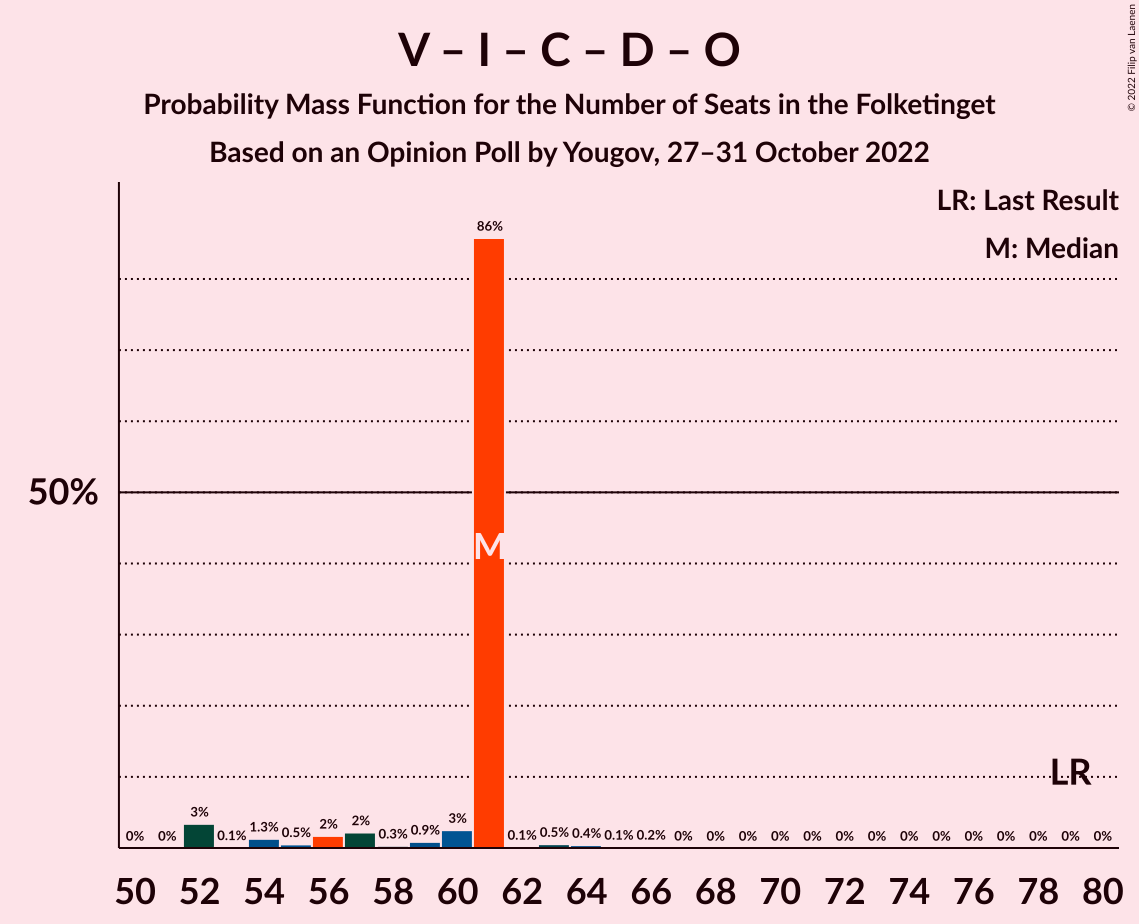 V – I – C – D – O
Probability Mass Function for the Number of Seats in the Folketinget
Based on an Opinion Poll by Yougov, 27–31 October 2022
© 2022 Filip van Laenen
LR: Last Result
M: Median
86%
50%
M
LR
0% 0% 3% 0.1% 1.3% 0.5% 2% 2% 0.3% 0.9% 3% 0.1% 0.5% 0.4% 0.1% 0.2% 0% 0% 0% 0% 0% 0% 0% 0% 0% 0% 0% 0% 0% 0%
50 52 54 56 58 60 62 64 66 68 70 72 74 76 78 80